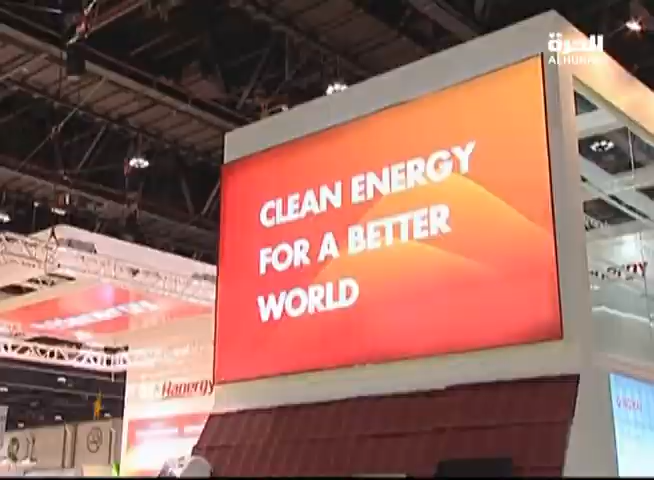 الحرة
ALHURRA
CLEAN ENERGY
FOR A BETTER
WORLD
Hanergy